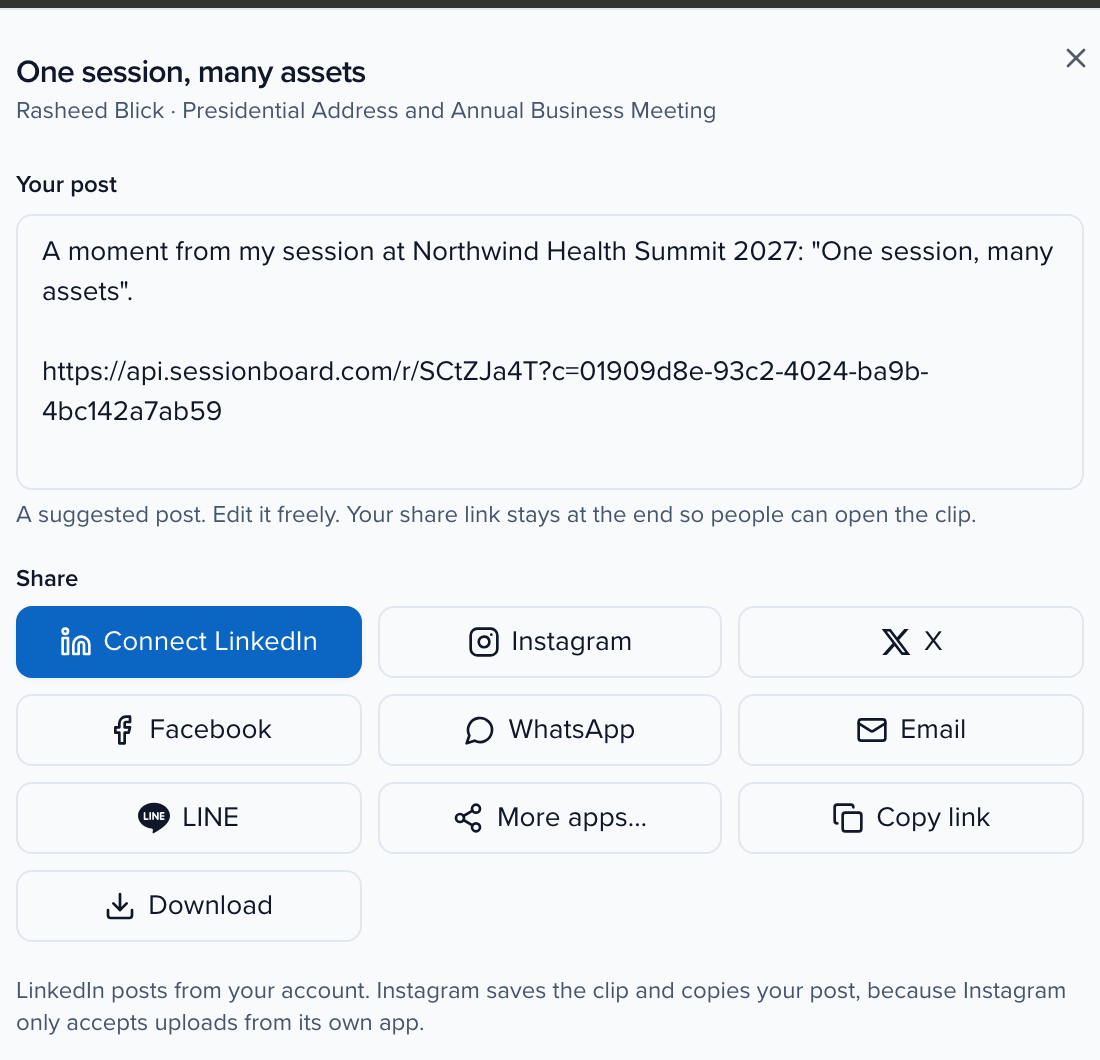 One session, many assets
Rasheed Blick · Presidential Address and Annual Business Meeting
Your post
A moment from my session at Northwind Health Summit 2027: "One session, many
assets".
https://api.sessionboard.com/r/SCtZJa4T?c=01909d8e-93c2-4024-ba9b-
4bc142a7ab59
A suggested post. Edit it freely. Your share link stays at the end so people can open the clip.
Share
Connect LinkedIn
Instagram
X
Facebook
WhatsApp
Email
LINE LINE
More apps...
Copy link
Download
LinkedIn posts from your account. Instagram saves the clip and copies your post, because Instagram
only accepts uploads from its own app.